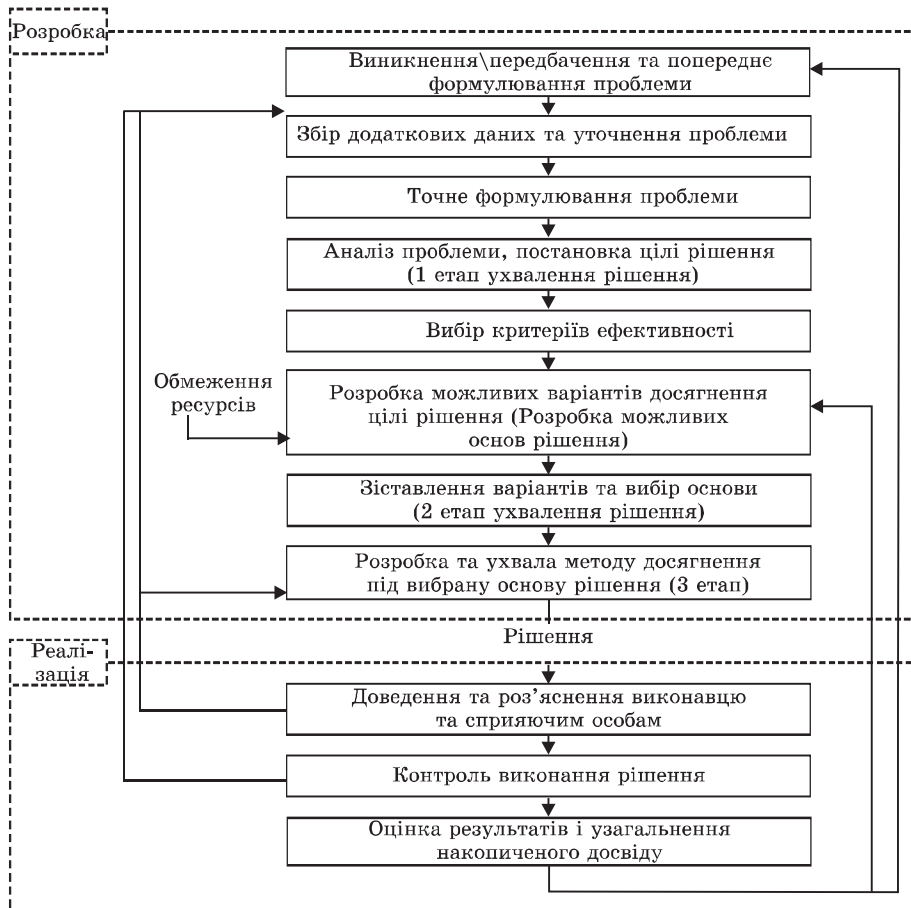 Розробка
Виникнення\передбачення та попереднє
формулювання проблеми
Збір додаткових даних та уточнення проблеми
Точне формулювання проблеми
Аналіз проблеми, постановка цілі рішення
(1 етап ухвалення рішення)
Вибір критеріїв ефективності
Обмеження
ресурсів
Розробка можливих варіантів досягнення
цілі рішення (Розробка можливих
основ рішення)
Зіставлення варіантів та вибір основи
(2 етап ухвалення рішення)
Розробка та ухвала методу досягнення
під вибрану основу рішення (3 етап)
Рішення
Реалі-
зація
Доведення та роз’яснення виконавцю
та сприяючим особам
Контроль виконання рішення
Оцінка результатів і узагальнення
накопиченого досвіду